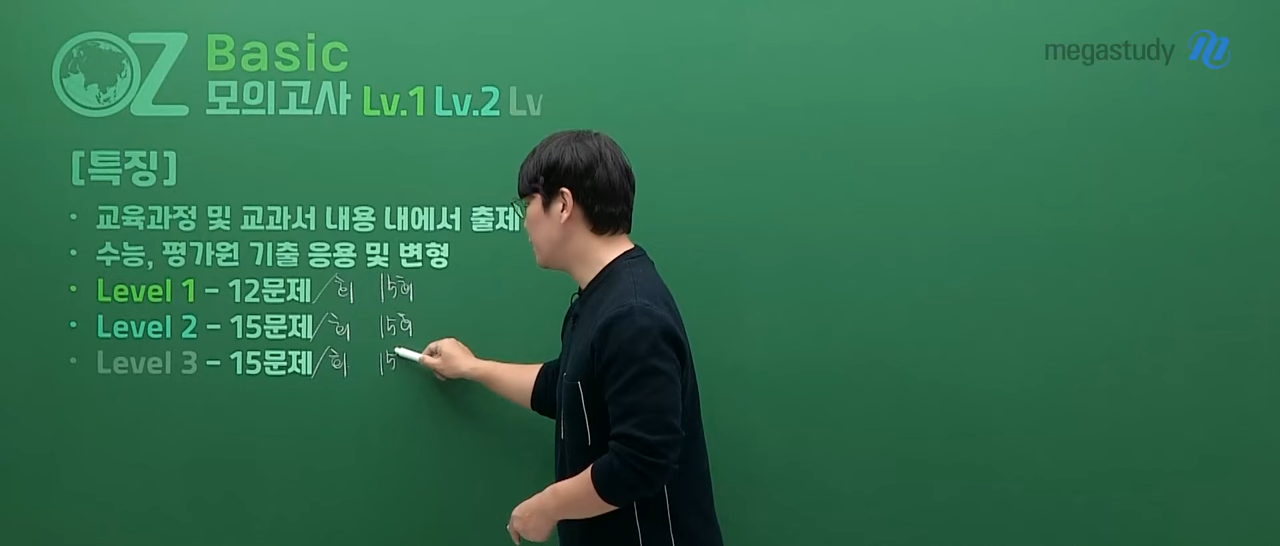 OZ Basic
모의고사 Lv.1 Lv.2 Lv
megastudy
[특징]
· 교육과정 및 교과서 내용 내에서 출제
· 수능, 평가원 기출 응용 및 변형
· Level 1 - 12문제/회 15회
· Level 2 - 15문제/회 15회
· Level 3 - 15문제/회 15